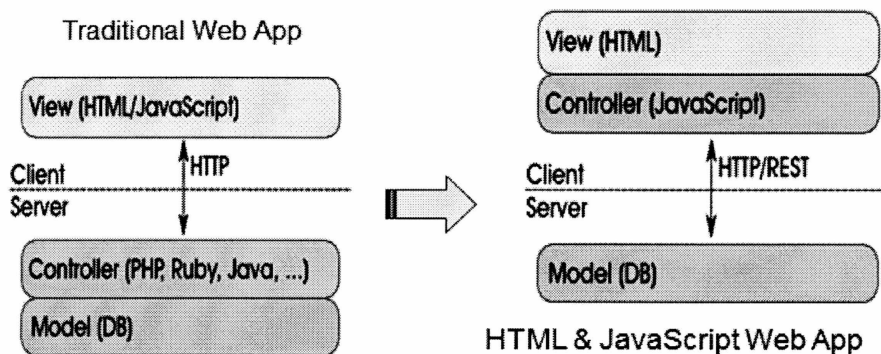 Traditional Web App
View (HTML/JavaScript)
HTTP
Client
Server
Controller (PHP, Ruby, Java, ...)
Model (DB)
View (HTML)
Controller (JavaScript)
HTTP/REST
Client
Server
Model (DB)
HTML & JavaScript Web App